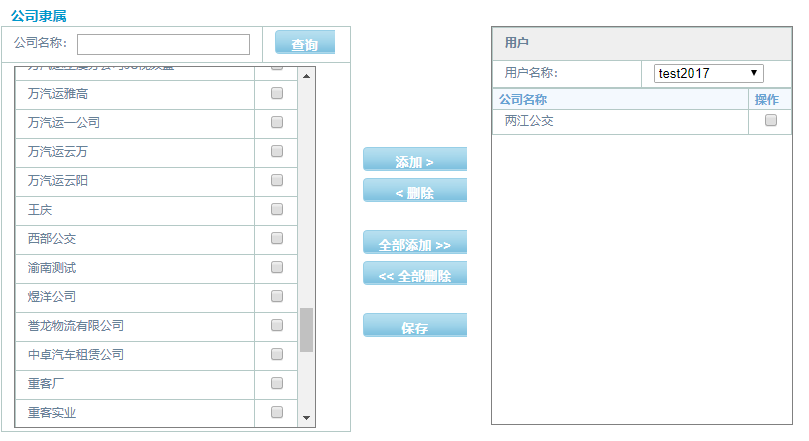 公司隶属
公司名称：
查询
万汽运雅高
万汽运一公司
万汽运云万
万汽运云阳
王庆
西部公交
渝南测试
煜洋公司
誉龙物流有限公司
中卓汽车租赁公司
重客厂
重客实业
添加 >
< 删除
全部添加 >>
<< 全部删除
保存
用户
用户名称：
test2017
公司名称 操作
两江公交